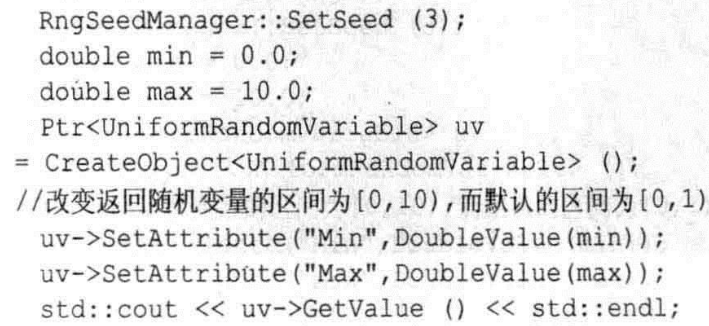 RngSeedManager::SetSeed (3);
double min = 0.0;
double max = 10.0;
Ptr<UniformRandomVariable> uv
= CreateObject<UniformRandomVariable> ();
//改变返回随机变量的区间为[0,10),而默认的区间为[0,1)
uv->SetAttribute("Min",DoubleValue(min));
uv->SetAttribute("Max",DoubleValue(max));
std::cout << uv->GetValue () << std::endl;